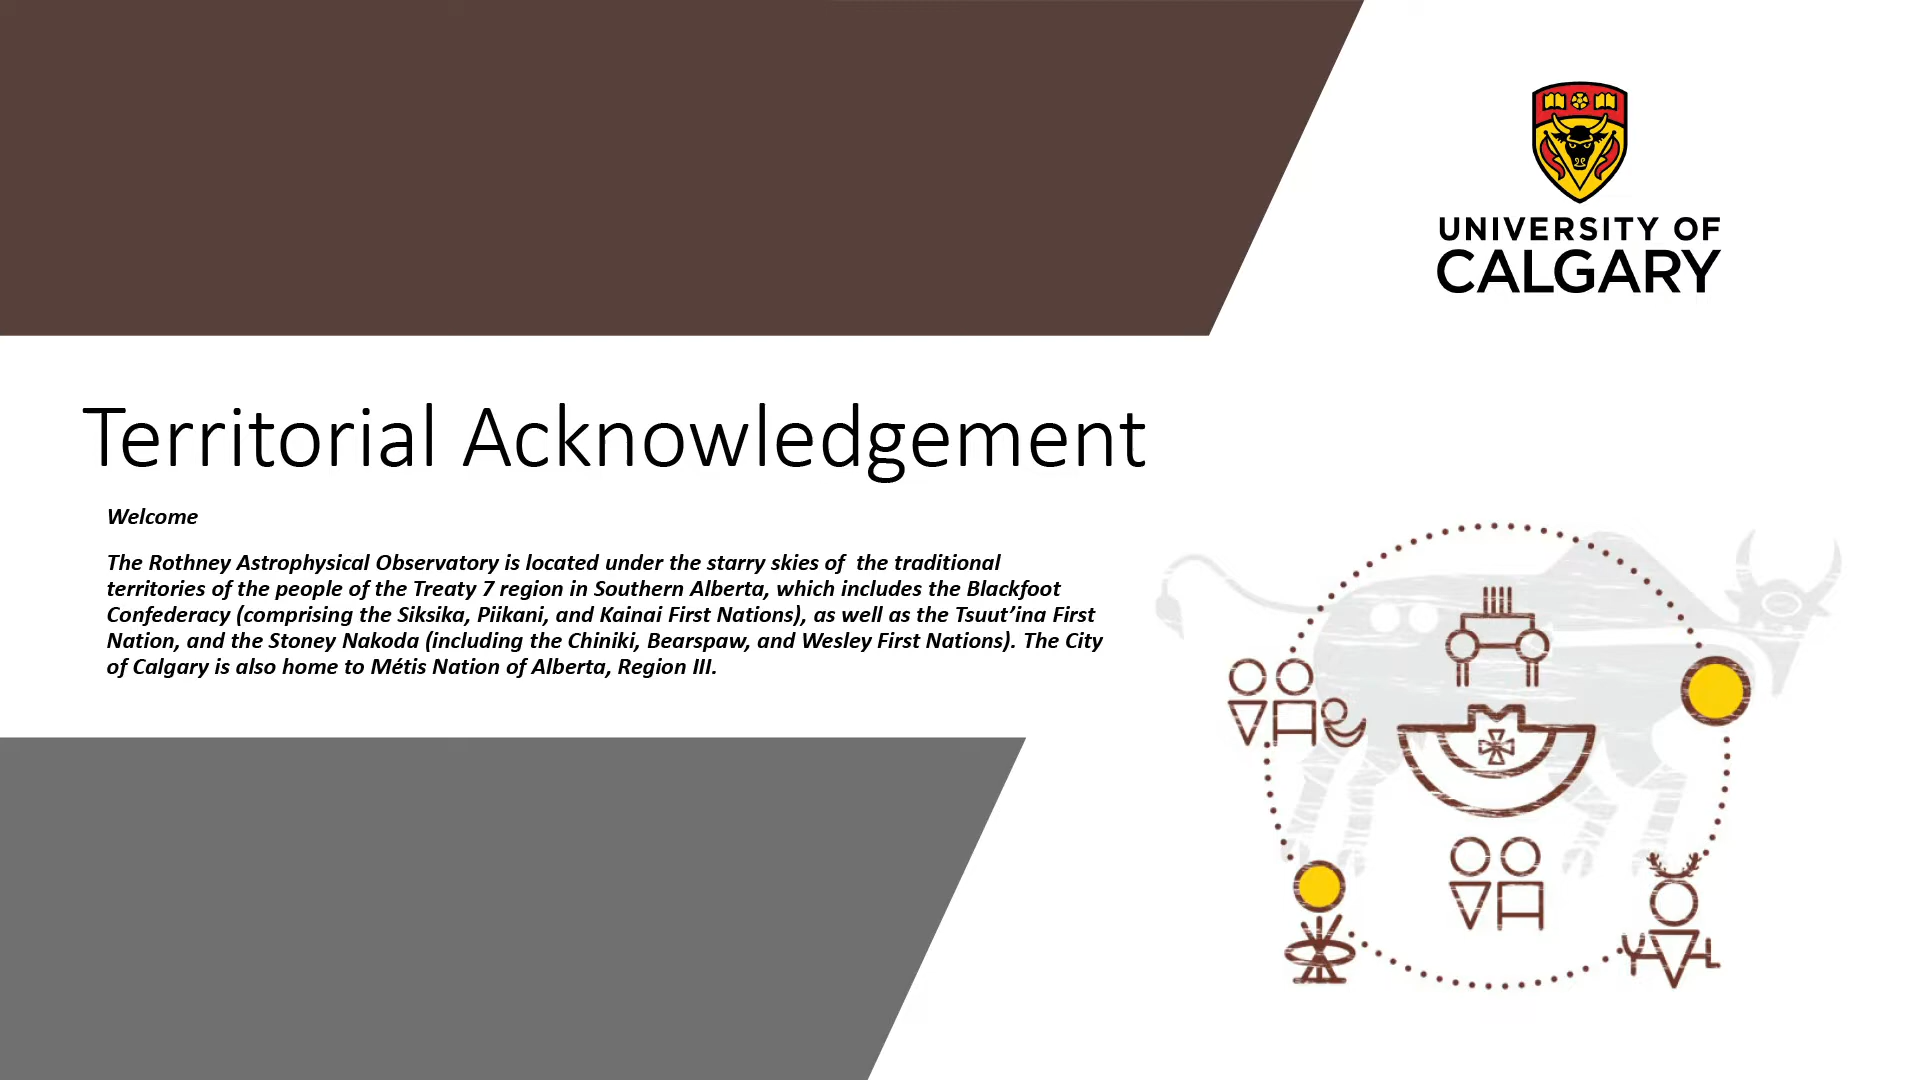 UNIVERSITY OF
CALGARY
Territorial Acknowledgement
Welcome
The Rothney Astrophysical Observatory is located under the starry skies of  the traditional
territories of the people of the Treaty 7 region in Southern Alberta, which includes the Blackfoot
Confederacy (comprising the Siksika, Piikani, and Kainai First Nations), as well as the Tsuut’ina First
Nation, and the Stoney Nakoda (including the Chiniki, Bearspaw, and Wesley First Nations). The City
of Calgary is also home to Métis Nation of Alberta, Region III.